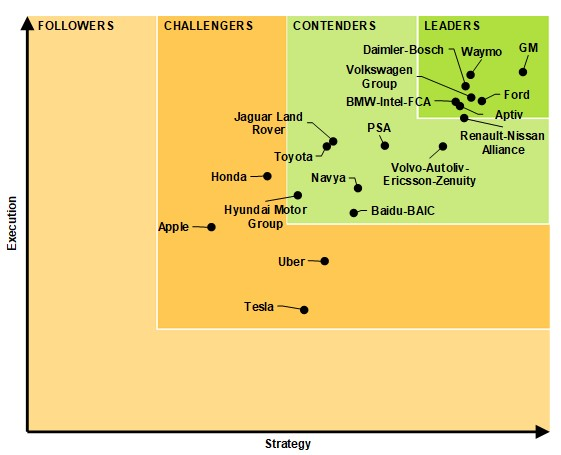 FOLLOWERS
CHALLENGERS
CONTENDERS
LEADERS
Daimler-Bosch
Waymo
GM
Volkswagen
Group
Ford
BMW-Intel-FCA
Aptiv
Jaguar Land
Rover
PSA
Renault-Nissan
Alliance
Toyota
Volvo-Autoliv-
Ericsson-Zenuity
Honda
Navya
Hyundai Motor
Group
Baidu-BAIC
Apple
Uber
Tesla
Execution
Strategy